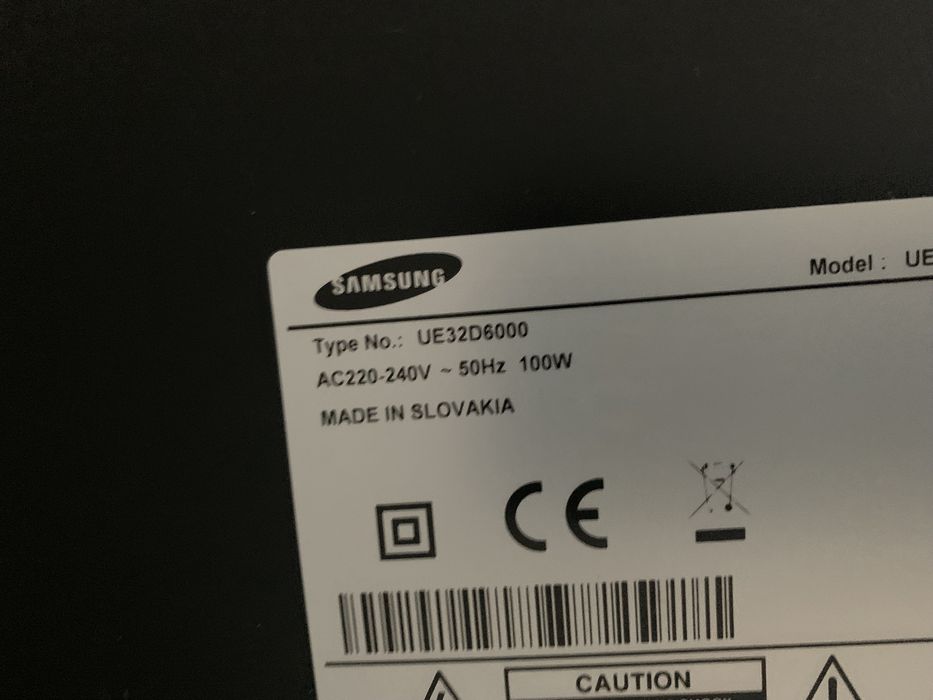 SAMSUNG
Model : UE
Type No.: UE32D6000
AC220-240V ~ 50Hz 100W
MADE IN SLOVAKIA
CE
CAUTION